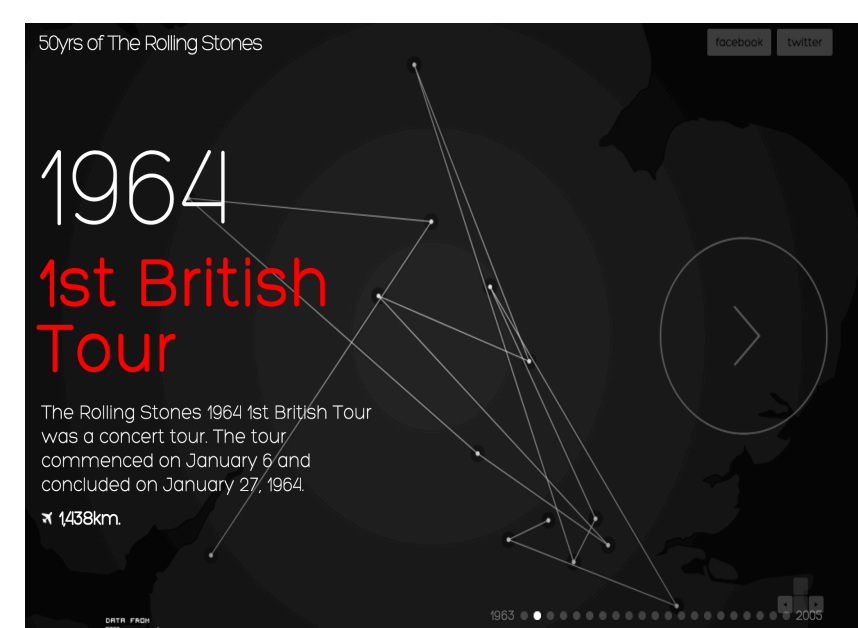 50yrs of The Rolling Stones
facebook
twitter
1964
1st British
Tour
The Rolling Stones 1964 1st British Tour
was a concert tour. The tour
commenced on January 6 and
concluded on January 27, 1964.
1,438km.
1963
2005
DATA FROM